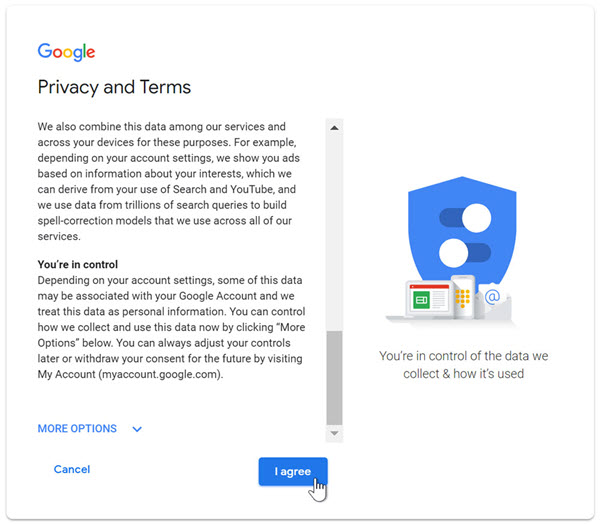 Google
Privacy and Terms
We also combine this data among our services and
across your devices for these purposes. For example,
depending on your account settings, we show you ads
based on information about your interests, which we
can derive from your use of Search and YouTube, and
we use data from trillions of search queries to build
spell-correction models that we use across all of our
services.
You’re in control
Depending on your account settings, some of this data
may be associated with your Google Account and we
treat this data as personal information. You can control
how we collect and use this data now by clicking “More
Options” below. You can always adjust your controls
later or withdraw your consent for the future by visiting
My Account (myaccount.google.com).
MORE OPTIONS
Cancel
I agree
@
You’re in control of the data we
collect & how it’s used